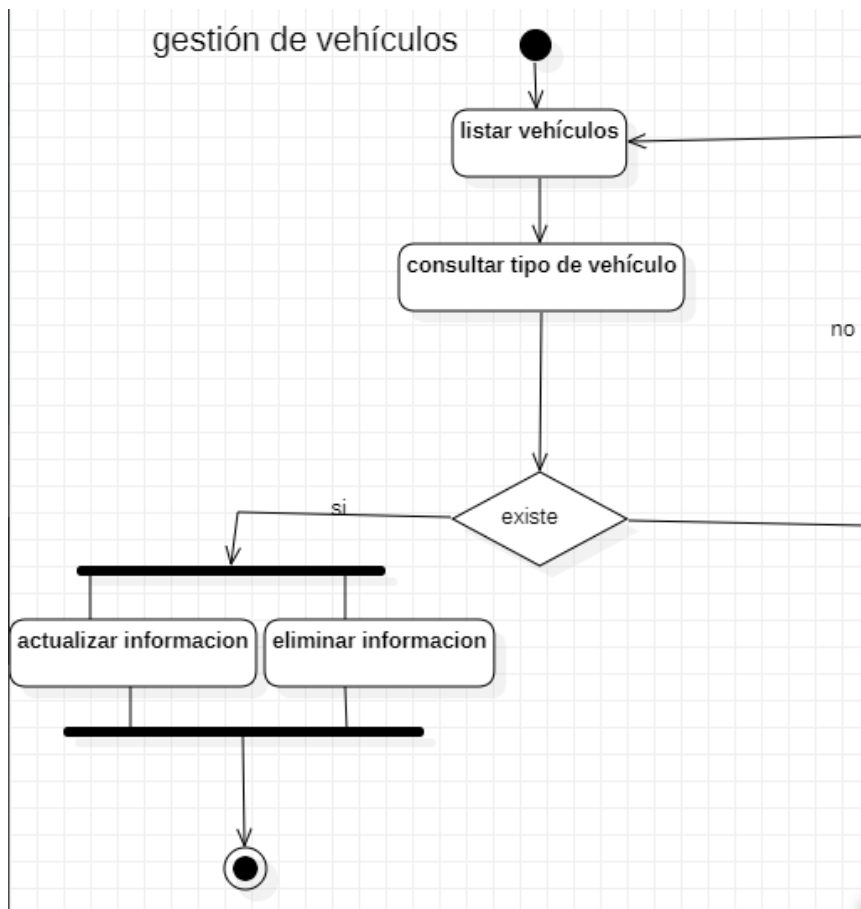 gestión de vehículos
listar vehículos
consultar tipo de vehículo
no
si
existe
actualizar informacion
eliminar informacion